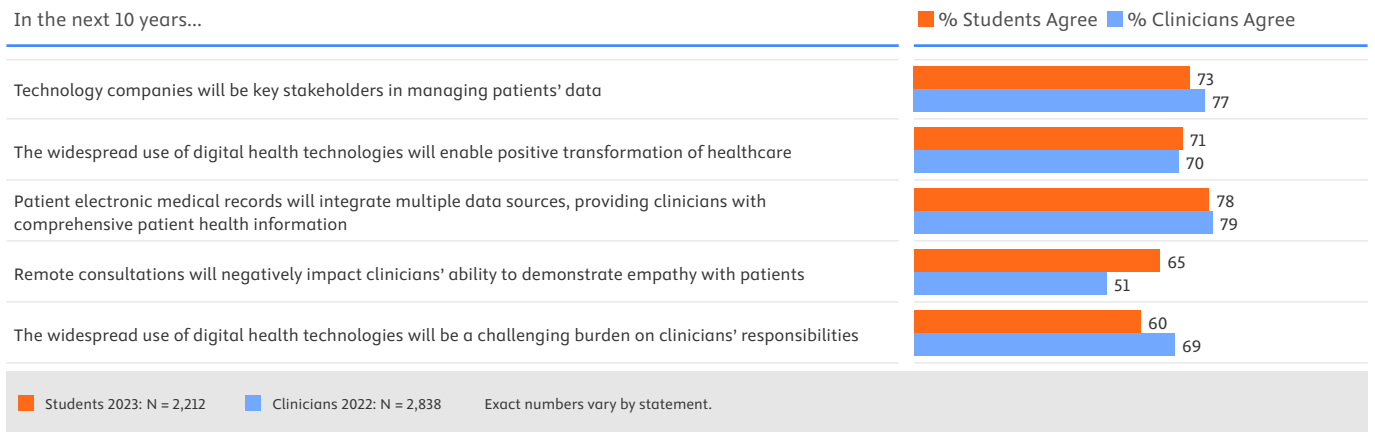 In the next 10 years...
% Students Agree % Clinicians Agree
Technology companies will be key stakeholders in managing patients’ data
73
77
The widespread use of digital health technologies will enable positive transformation of healthcare
71
70
Patient electronic medical records will integrate multiple data sources, providing clinicians with
comprehensive patient health information
78
79
Remote consultations will negatively impact clinicians’ ability to demonstrate empathy with patients
65
51
The widespread use of digital health technologies will be a challenging burden on clinicians’ responsibilities
60
69
Students 2023: N = 2,212 Clinicians 2022: N = 2,838 Exact numbers vary by statement.